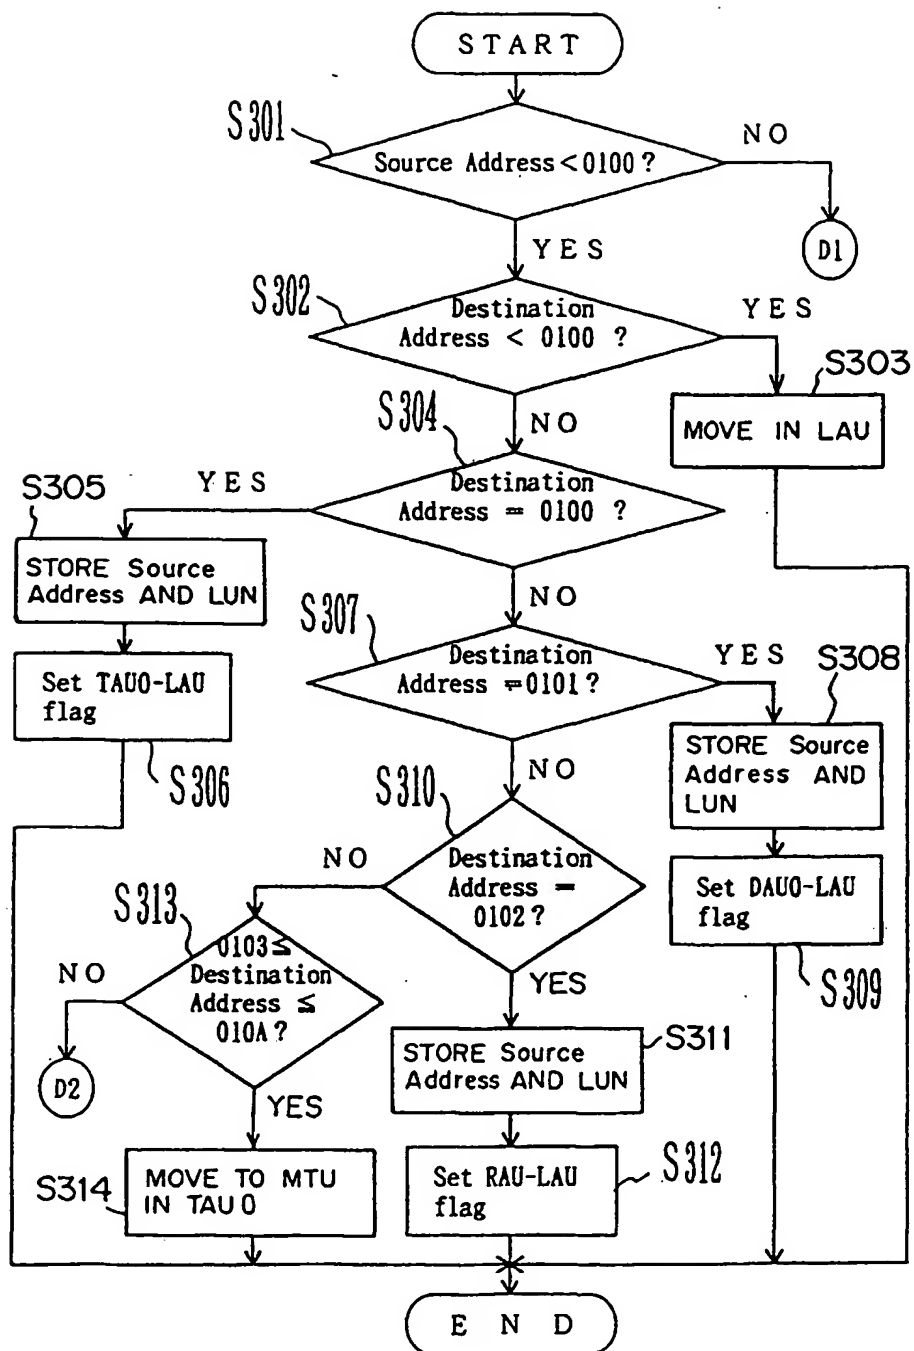 START
S301
Source Address < 0100 ?
NO
D1
YES
S302
Destination
Address < 0100 ?
YES
S303
MOVE IN LAU
NO
S304
Destination
Address = 0100 ?
YES
S305
STORE Source
Address AND LUN
Set TAU0-LAU
flag
S306
NO
S307
Destination
Address = 0101 ?
YES
S308
STORE Source
Address AND
LUN
Set DAU0-LAU
flag
S309
NO
S310
Destination
Address =
0102 ?
NO
S313
0103 ≦
Destination
Address ≦
010A ?
NO
D2
YES
S314
MOVE TO MTU
IN TAU0
YES
S311
STORE Source
Address AND LUN
Set RAU-LAU
flag
S312
END